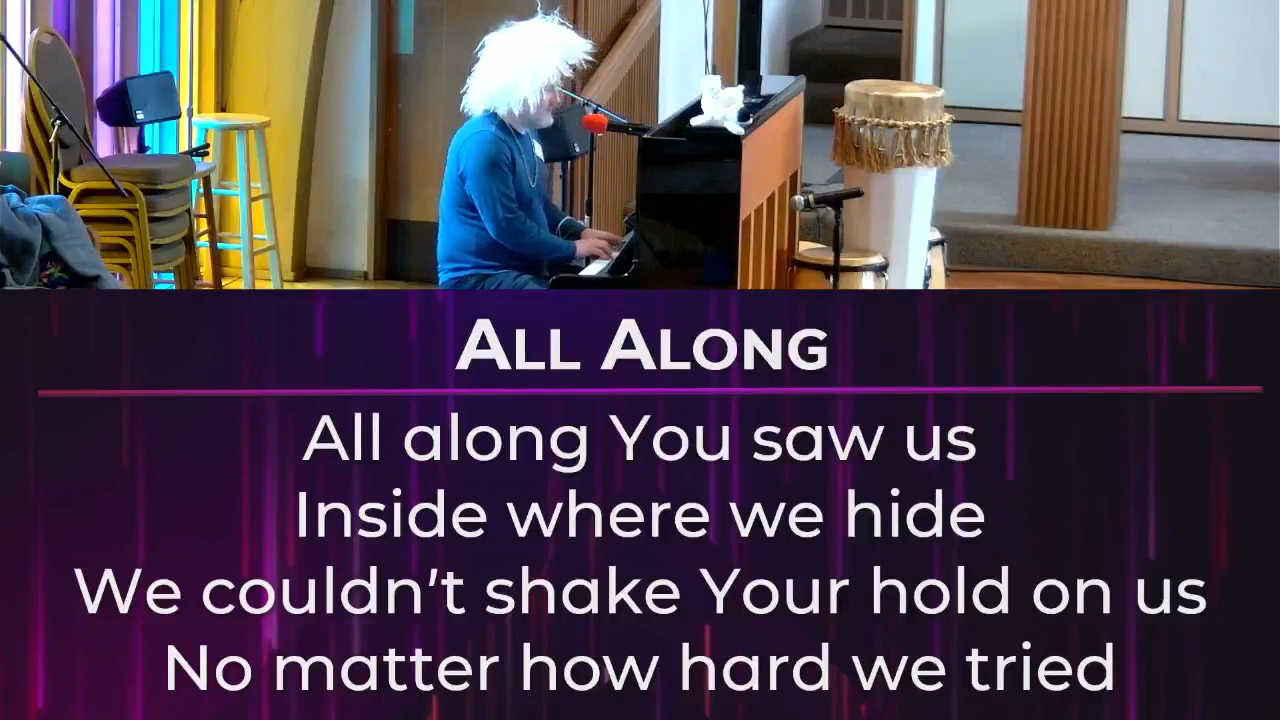 ALL ALONG
All along You saw us
Inside where we hide
We couldn't shake Your hold on us
No matter how hard we tried